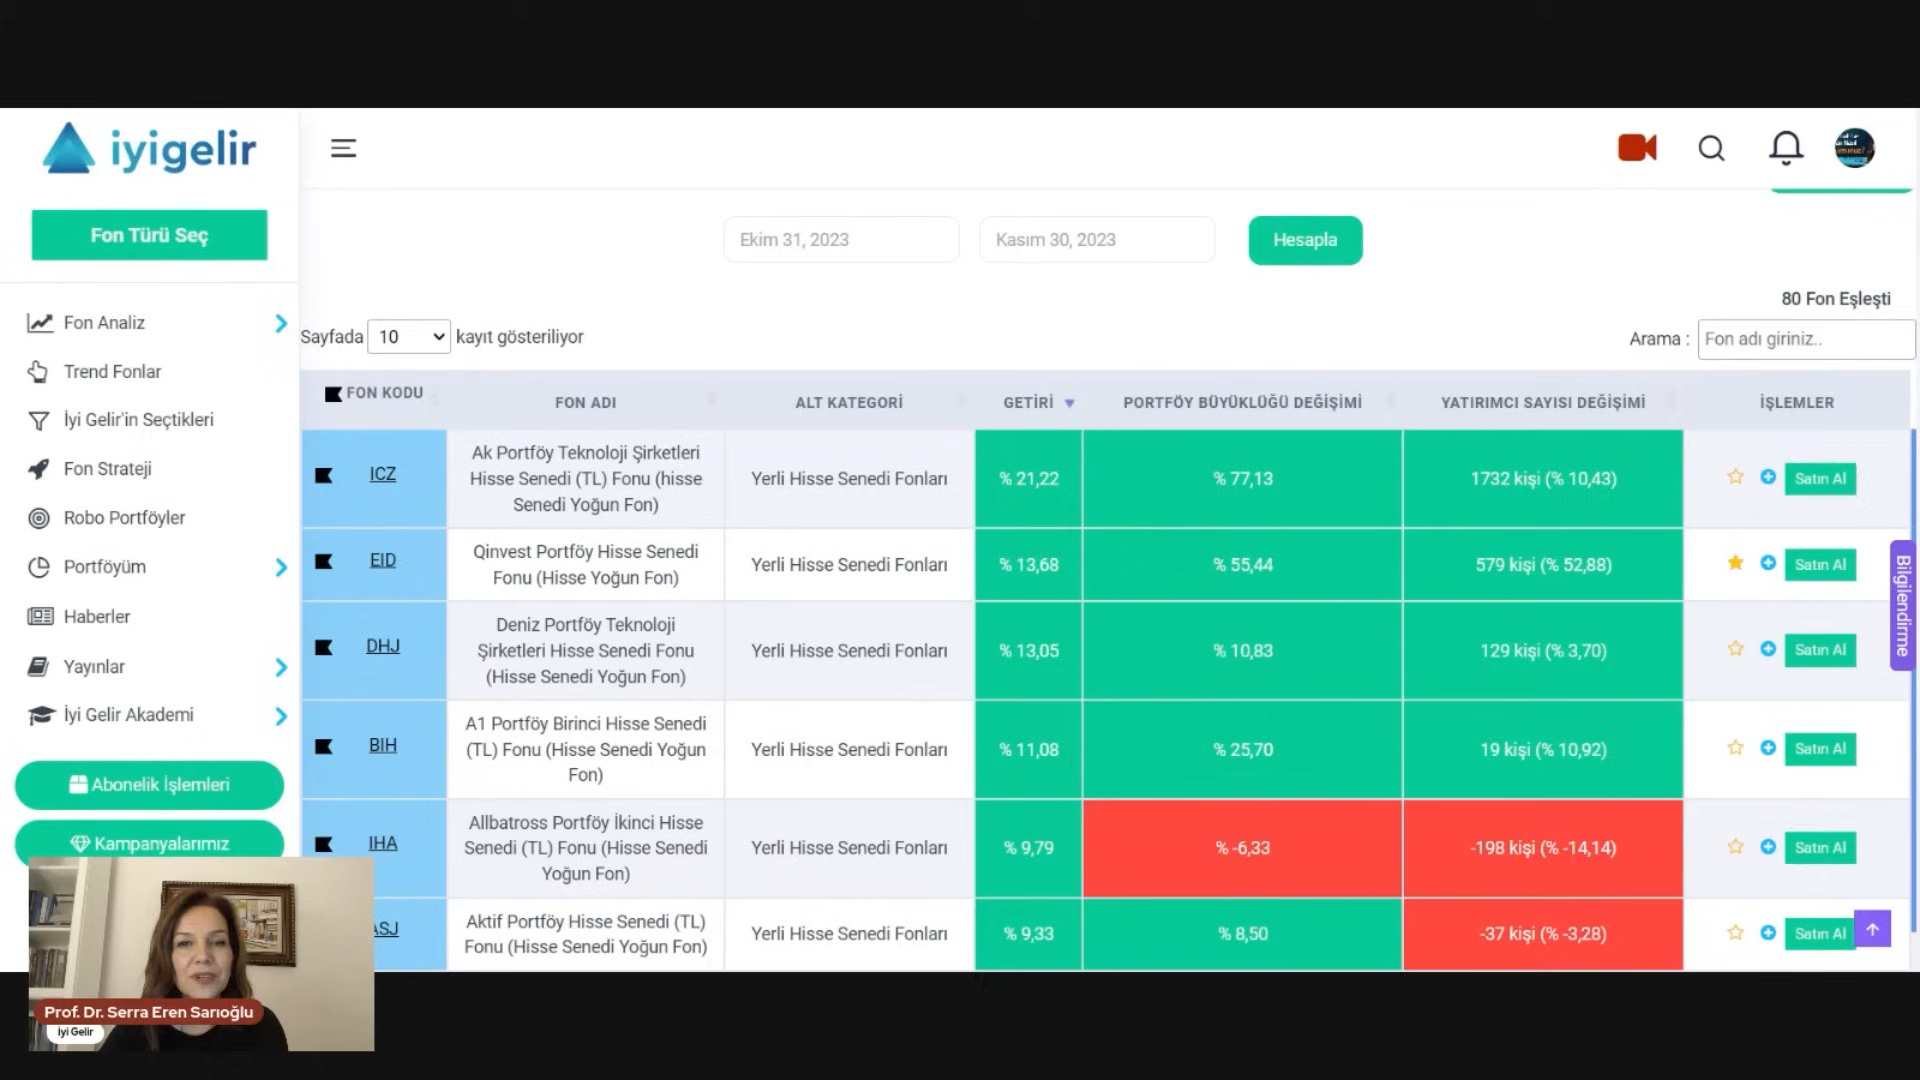 iyigelir
Fon Türü Seç
Fon Analiz
Trend Fonlar
İyi Gelir'in Seçtikleri
Fon Strateji
Robo Portföyler
Portföyüm
Haberler
Yayınlar
İyi Gelir Akademi
Abonelik İşlemleri
Kampanyalarımız
Ekim 31, 2023
Kasım 30, 2023
Hesapla
80 Fon Eşleşti
Sayfada 10 kayıt gösteriliyor
Arama : Fon adı giriniz..
FON KODU FON ADI ALT KATEGORİ GETİRİ PORTFÖY BÜYÜKLÜĞÜ DEĞİŞİMİ YATIRIMCI SAYISI DEĞİŞİMİ İŞLEMLER
Ak Portföy Teknoloji Şirketleri
ICZ Hisse Senedi (TL) Fonu (hisse Yerli Hisse Senedi Fonları % 21,22 % 77,13 1732 kişi (% 10,43) Satın Al
Senedi Yoğun Fon)
Qinvest Portföy Hisse Senedi
EID Fonu (Hisse Yoğun Fon) Yerli Hisse Senedi Fonları % 13,68 % 55,44 579 kişi (% 52,88) Satın Al
Deniz Portföy Teknoloji
DHJ Şirketleri Hisse Senedi Fonu Yerli Hisse Senedi Fonları % 13,05 % 10,83 129 kişi (% 3,70) Satın Al
(Hisse Senedi Yoğun Fon)
A1 Portföy Birinci Hisse Senedi
BIH (TL) Fonu (Hisse Senedi Yoğun Yerli Hisse Senedi Fonları % 11,08 % 25,70 19 kişi (% 10,92) Satın Al
Fon)
Allbatross Portföy İkinci Hisse
IHA Senedi (TL) Fonu (Hisse Senedi Yerli Hisse Senedi Fonları % 9,79 % -6,33 -198 kişi (% -14,14) Satın Al
Yoğun Fon)
Aktif Portföy Hisse Senedi (TL)
ASJ Fonu (Hisse Senedi Yoğun Fon) Yerli Hisse Senedi Fonları % 9,33 % 8,50 -37 kişi (% -3,28) Satın Al
Bilgilendirme
Prof. Dr. Serra Eren Sarıoğlu
İyi Gelir